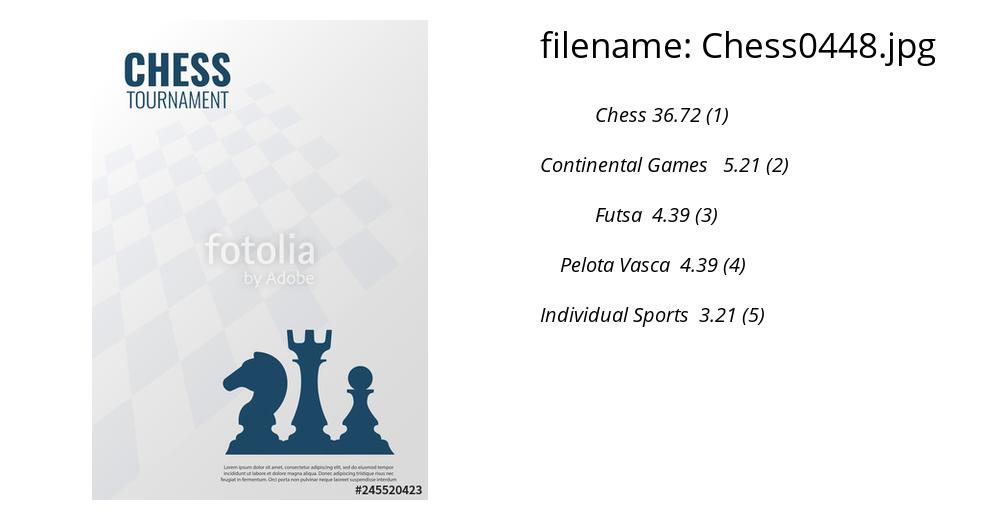 CHESS
TOURNAMENT
fotolia
by Adobe
Lorem ipsum dolor sit amet, consectetur adipiscing elit, sed do eiusmod tempor
incididunt ut labore et dolore magna aliqua. Donec adipiscing tristique risus nec
feugiat in fermentum. Orci porta non pulvinar neque laoreet suspendisse interdum
#245520423
filename: Chess0448.jpg
Chess 36.72 (1)
Continental Games 5.21 (2)
Futsa 4.39 (3)
Pelota Vasca 4.39 (4)
Individual Sports 3.21 (5)